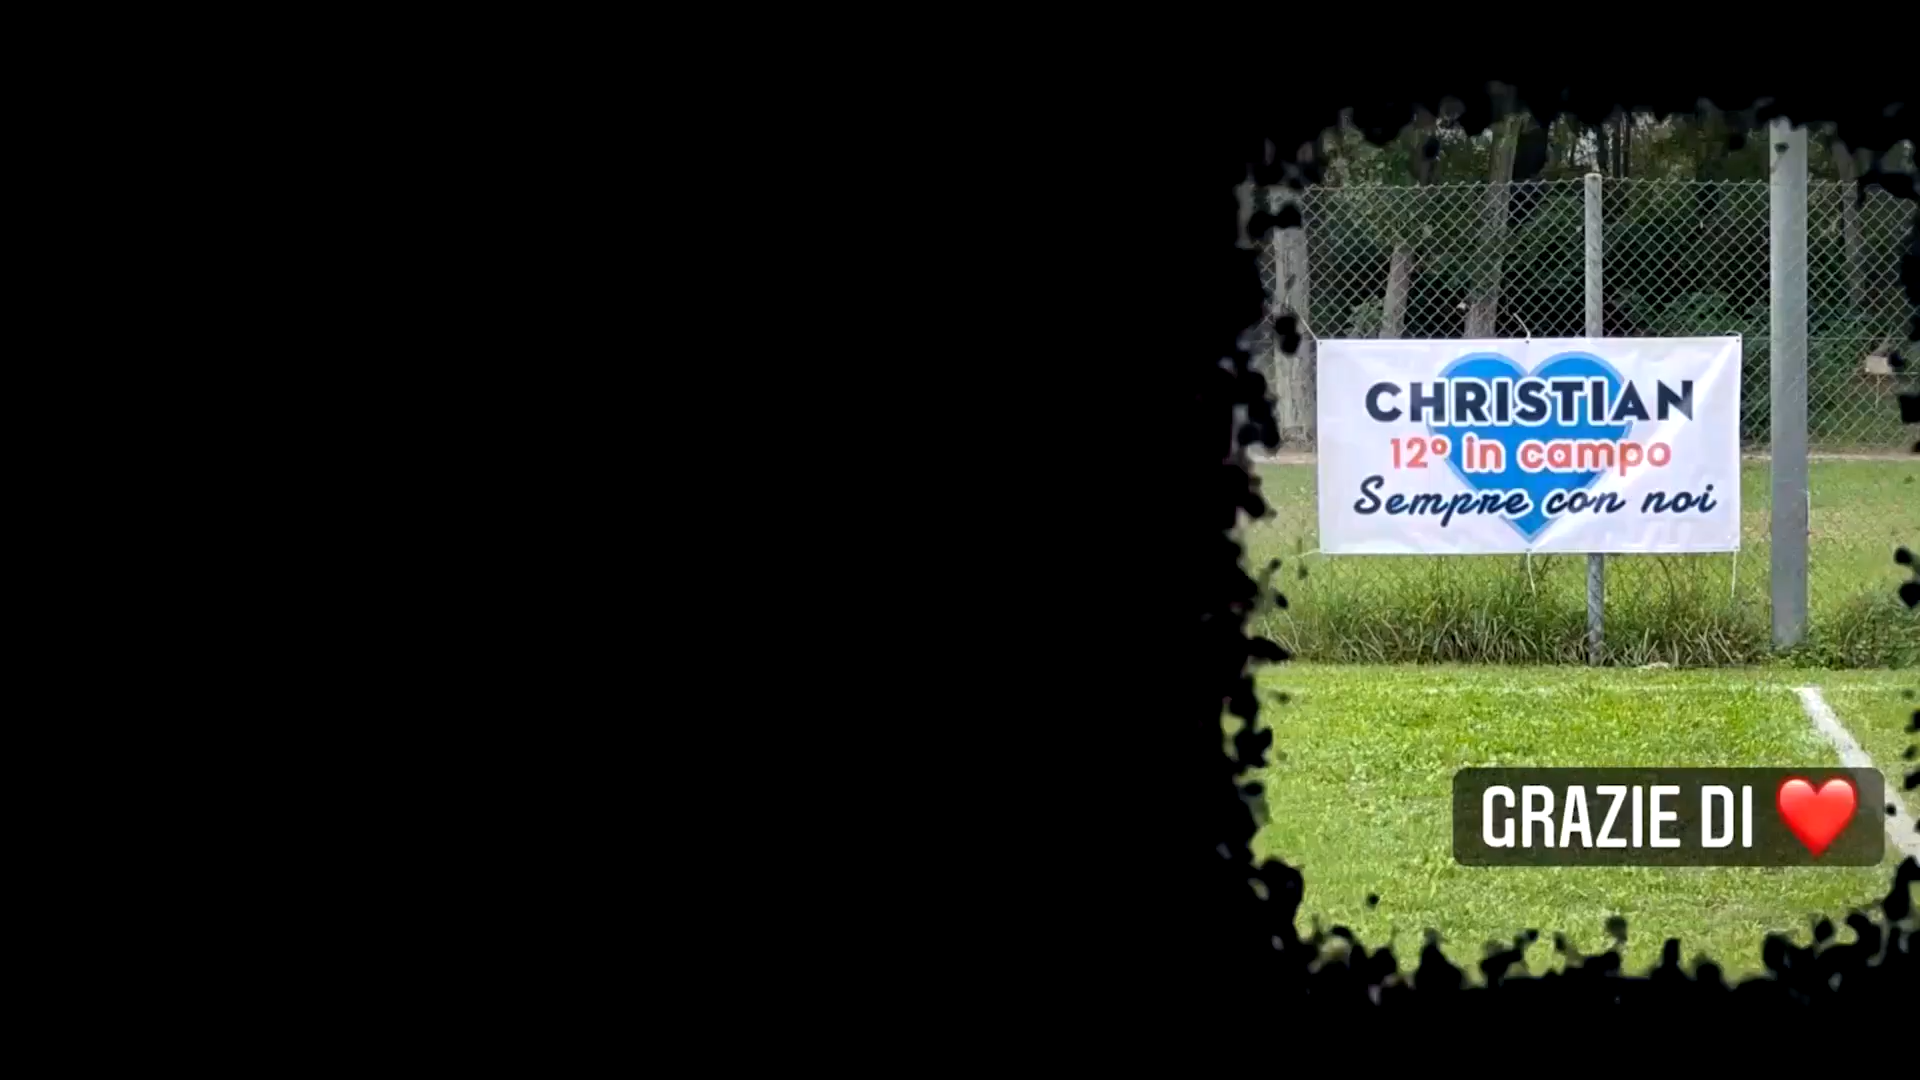 CHRISTIAN
12° in campo
Sempre con noi
GRAZIE DI ❤️